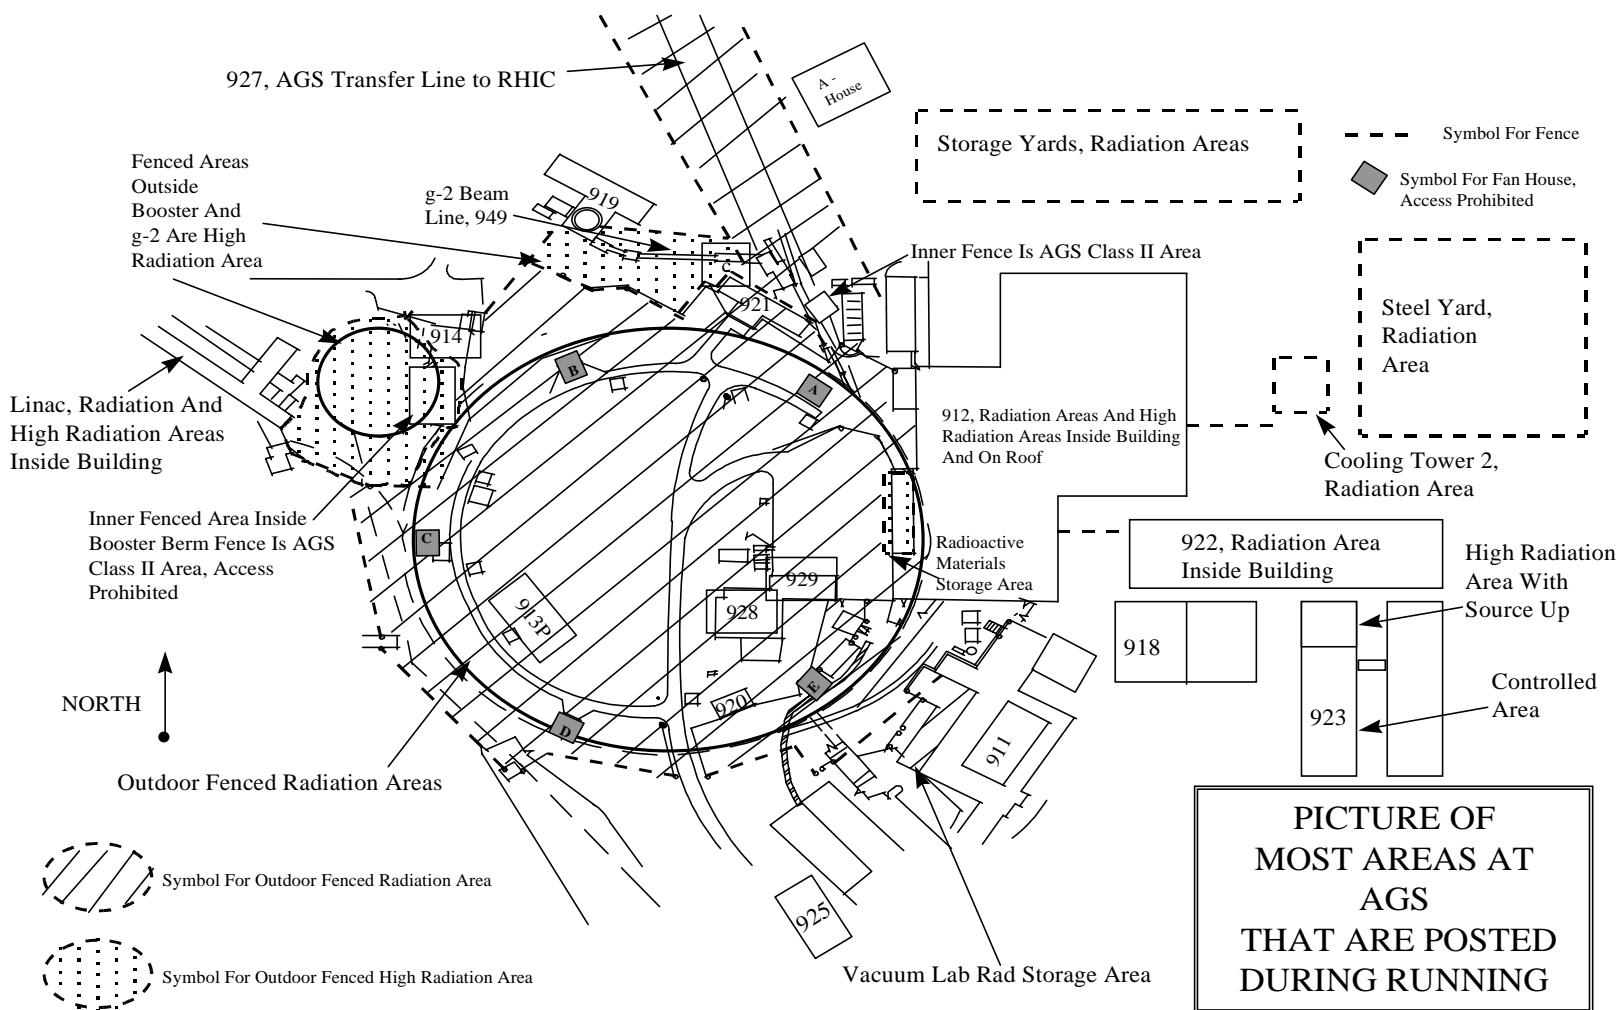 927, AGS Transfer Line to RHIC
A -
House
Storage Yards, Radiation Areas
Symbol For Fence
Symbol For Fan House,
Access Prohibited
Fenced Areas
Outside
Booster And
g-2 Are High
Radiation Area
g-2 Beam
Line, 949
919
Inner Fence Is AGS Class II Area
C
921
914
Steel Yard,
Radiation
Area
B
A
Linac, Radiation And
High Radiation Areas
Inside Building
912, Radiation Areas And High
Radiation Areas Inside Building
And On Roof
Cooling Tower 2,
Radiation Area
Inner Fenced Area Inside
Booster Berm Fence Is AGS
Class II Area, Access
Prohibited
C
Radioactive
Materials
Storage Area
922, Radiation Area
Inside Building
High Radiation
Area With
Source Up
929
928
913P
918
E
920
NORTH
923
Controlled
Area
D
911
Outdoor Fenced Radiation Areas
PICTURE OF
MOST AREAS AT
AGS
THAT ARE POSTED
DURING RUNNING
Symbol For Outdoor Fenced Radiation Area
925
Vacuum Lab Rad Storage Area
Symbol For Outdoor Fenced High Radiation Area